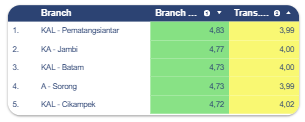 Branch Branch ... Trans....
1. KAL - Pematangsiantar 4,83 3,99
2. KA - Jambi 4,77 4,00
3. KAL - Batam 4,73 4,00
4. A - Sorong 4,73 3,99
5. KAL - Cikampek 4,72 4,02